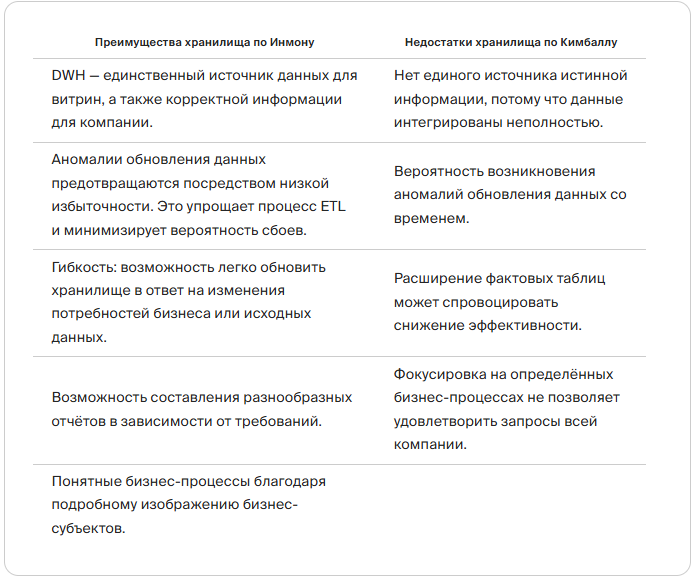 Преимущества хранилища по Инмону
Недостатки хранилища по Кимбаллу
DWH — единственный источник данных для
витрин, а также корректной информации
для компании.
Нет единого источника истинной
информации, потому что данные
интегрированы неполностью.
Аномалии обновления данных
предотвращаются посредством низкой
избыточности. Это упрощает процесс ETL
и минимизирует вероятность сбоев.
Вероятность возникновения
аномалий обновления данных со
временем.
Гибкость: возможность легко обновить
хранилище в ответ на изменения
потребностей бизнеса или исходных
данных.
Расширение фактовых таблиц
может спровоцировать
снижение эффективности.
Возможность составления разнообразных
отчётов в зависимости от требований.
Фокусировка на определённых
бизнес-процессах не позволяет
удовлетворить запросы всей
компании.
Понятные бизнес-процессы благодаря
подробному изображению бизнес-
субъектов.